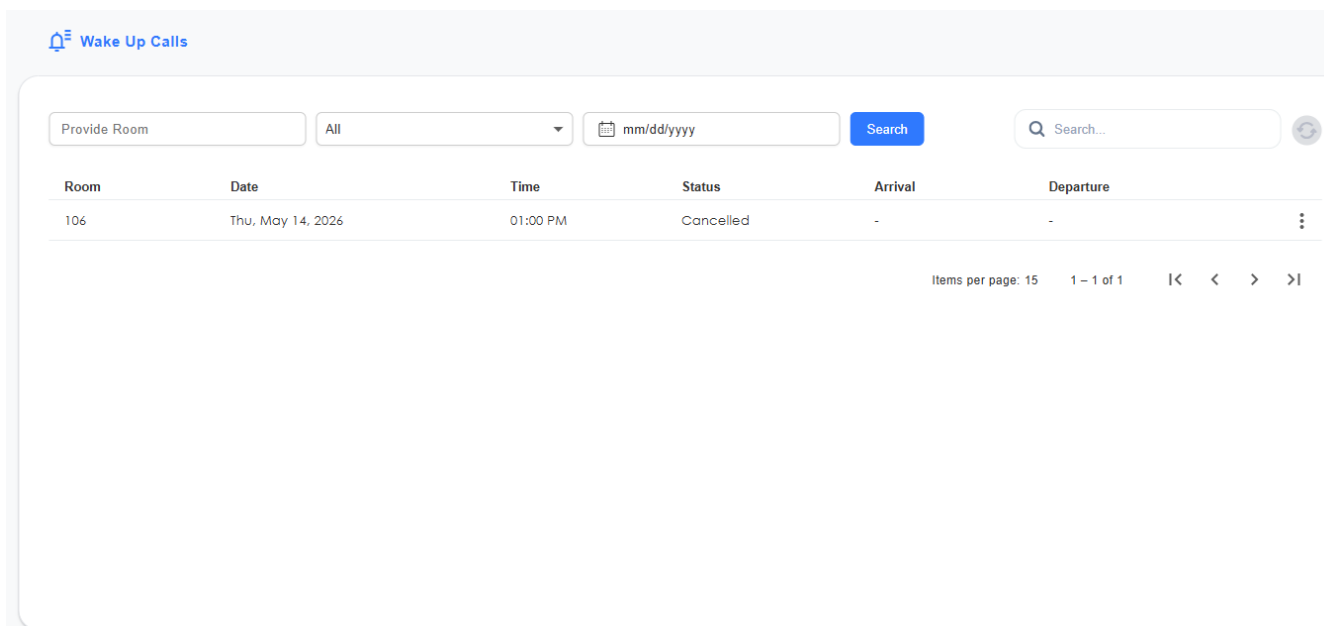 Wake Up Calls
Provide Room All mm/dd/yyyy Search Search...
Room Date Time Status Arrival Departure
106 Thu, May 14, 2026 01:00 PM Cancelled - -
Items per page: 15 1 – 1 of 1